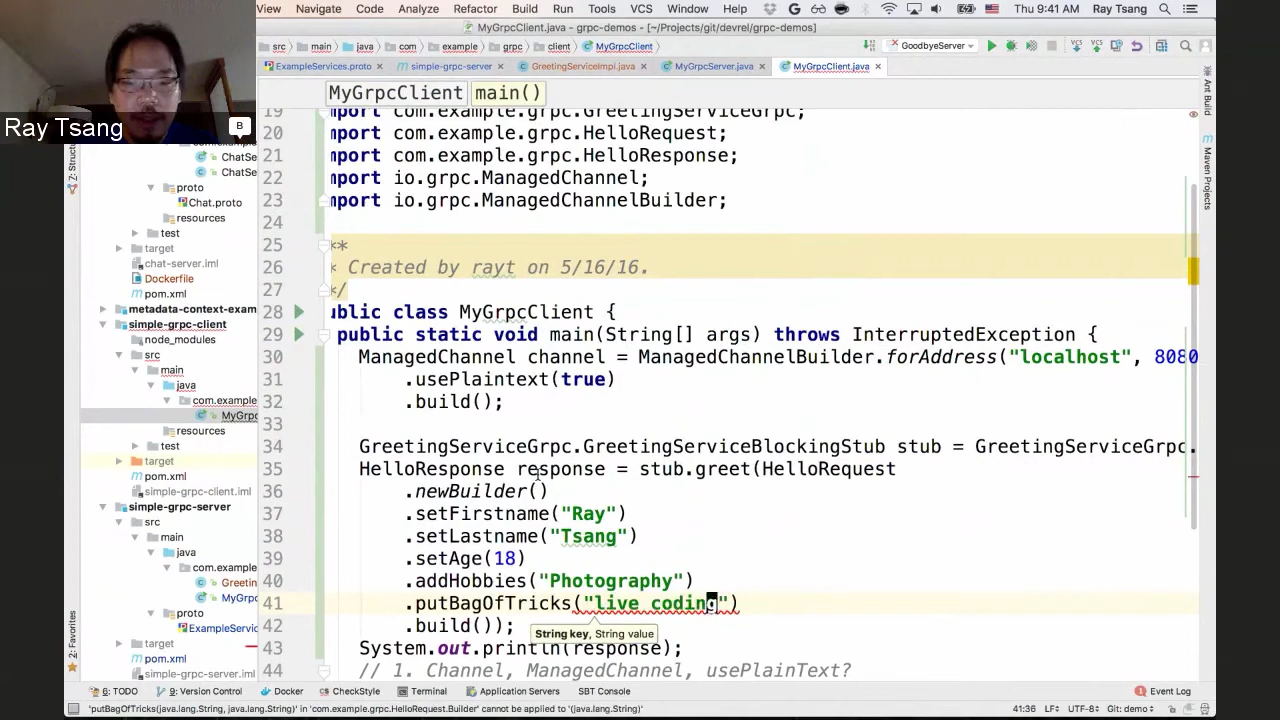 View Navigate Code Analyze Refactor Build Run Tools VCS Window Help Thu 9:41 AM Ray Tsang
MyGrpcClient.java - grpc-demos - [~/Projects/git/devrel/grpc-demos]
src main java com example grpc client MyGrpcClient GoodbyeServer
ExampleServices.proto simple-grpc-server GreetingServiceImpl.java MyGrpcServer.java MyGrpcClient.java
MyGrpcClient main()
Ray Tsang B
19 mport com.example.grpc.GreetingServiceGrpc;
20 mport com.example.grpc.HelloRequest;
21 mport com.example.grpc.HelloResponse;
22 mport io.grpc.ManagedChannel;
23 mport io.grpc.ManagedChannelBuilder;
24
25 **
26 * Created by rayt on 5/16/16.
27 */
28 ublic class MyGrpcClient {
29 public static void main(String[] args) throws InterruptedException {
30 ManagedChannel channel = ManagedChannelBuilder.forAddress("localhost", 8080
31 .usePlaintext(true)
32 .build();
33
34 GreetingServiceGrpc.GreetingServiceBlockingStub stub = GreetingServiceGrpc.
35 HelloResponse response = stub.greet(HelloRequest
36 .newBuilder()
37 .setFirstname("Ray")
38 .setLastname("Tsang")
39 .setAge(18)
40 .addHobbies("Photography")
41 .putBagOfTricks("live coding")
42 .build());
String key, String value
43 System.out.println(response);
44 // 1. Channel, ManagedChannel, usePlainText?
ChatSe
ChatSe
proto
Chat.proto
resources
test
target
chat-server.iml
Dockerfile
pom.xml
metadata-context-exam
simple-grpc-client
node_modules
src
main
java
com.example
MyGrpc
resources
test
target
pom.xml
simple-grpc-client.iml
simple-grpc-server
src
main
java
com.example
Greetin
MyGrp
proto
ExampleServic
target
pom.xml
simple-grpc-server.iml
Z: Structu
2: Favorites
Ant Build
Maven Projects
6: TODO 9: Version Control Docker CheckStyle Terminal Application Servers SBT Console Event Log
'putBagOfTricks(java.lang.String, java.lang.String)' in 'com.example.grpc.HelloRequest.Builder' cannot be applied to '(java.lang.String)' 41:36 LF÷ UTF-8÷ Git: demo÷